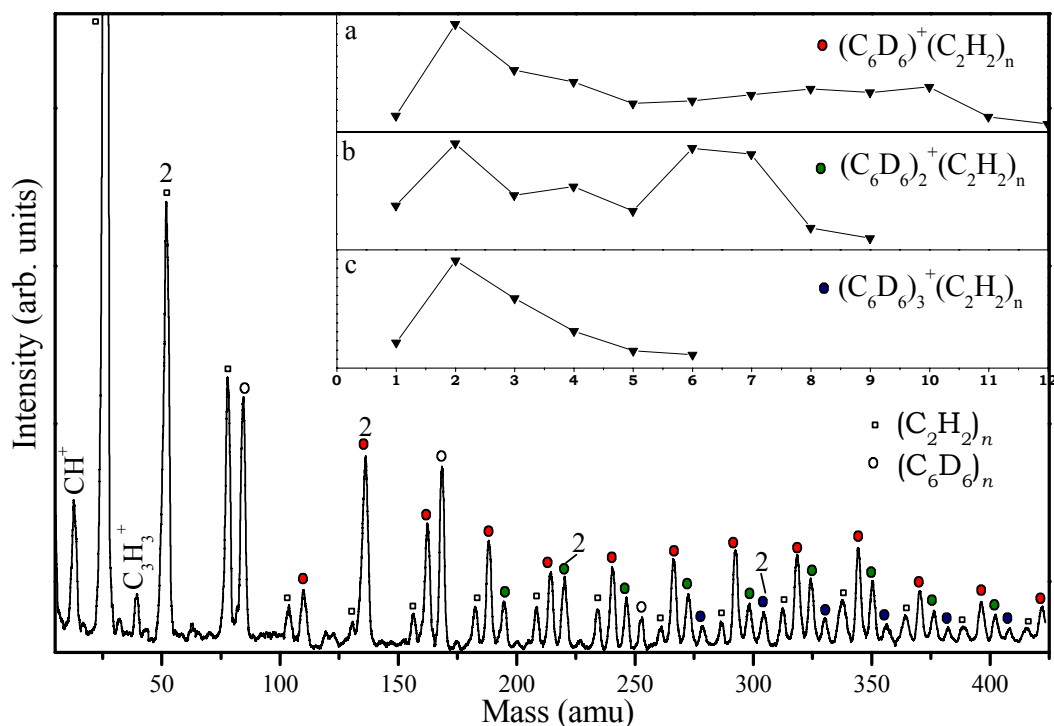 a
(C₆D₆)⁺(C₂H₂)ₙ
b
(C₆D₆)₂⁺(C₂H₂)ₙ
c
(C₆D₆)₃⁺(C₂H₂)ₙ
0 1 2 3 4 5 6 7 8 9 10 11 12
(C₂H₂)ₙ
(C₆D₆)ₙ
Intensity (arb. units)
CH⁺
C₃H₃⁺
2
2
2
2
50 100 150 200 250 300 350 400
Mass (amu)